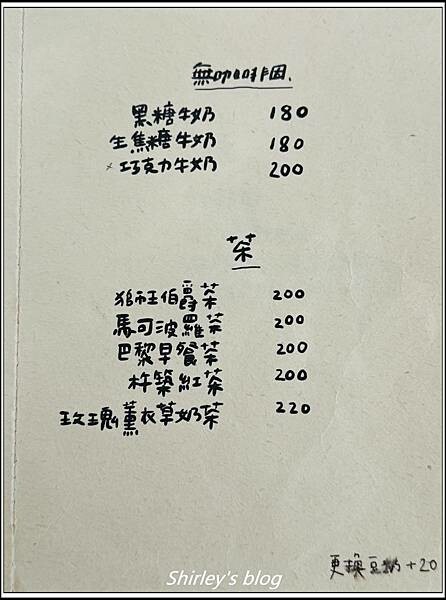 無咖啡因.
黑糖牛奶 180
生焦糖牛奶 180
×巧克力牛奶 200
茶
獅王伯爵茶 200
馬可波羅茶 200
巴黎早餐茶 200
杵築紅茶 200
玫瑰薰衣草奶茶 220
更換豆奶+20
Shirley's blog